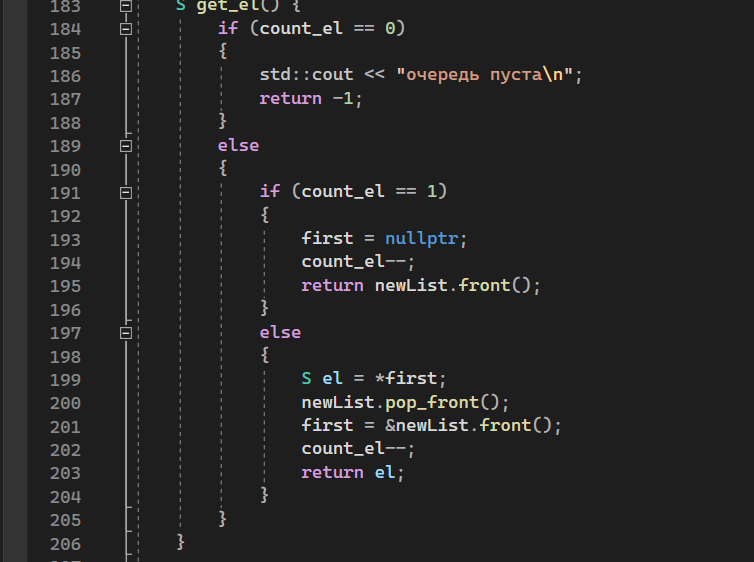 183 S get_el() {
184 if (count_el == 0)
185 {
186 std::cout << "очередь пуста\n";
187 return -1;
188 }
189 else
190 {
191 if (count_el == 1)
192 {
193 first = nullptr;
194 count_el--;
195 return newList.front();
196 }
197 else
198 {
199 S el = *first;
200 newList.pop_front();
201 first = &newList.front();
202 count_el--;
203 return el;
204 }
205 }
206 }